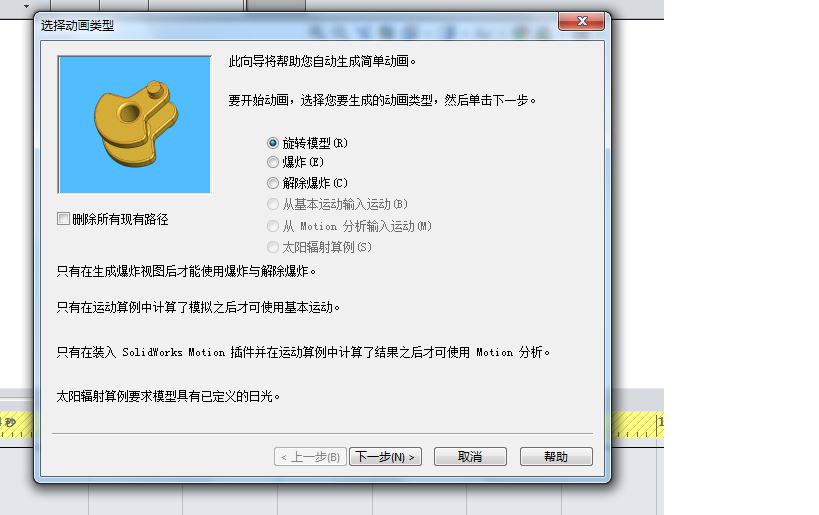 选择动画类型
此向导将帮助您自动生成简单动画。
要开始动画，选择您要生成的动画类型，然后单击下一步。
旋转模型(R)
爆炸(E)
解除爆炸(C)
从基本运动输入运动(B)
从 Motion 分析输入运动(M)
太阳辐射算例(S)
删除所有现有路径
只有在生成爆炸视图后才能使用爆炸与解除爆炸。
只有在运动算例中计算了模拟之后才可使用基本运动。
只有在装入 SolidWorks Motion 插件并在运动算例中计算了结果之后才可使用 Motion 分析。
太阳辐射算例要求模型具有已定义的日光。
秒
< 上一步(B)
下一步(N) >
取消
帮助